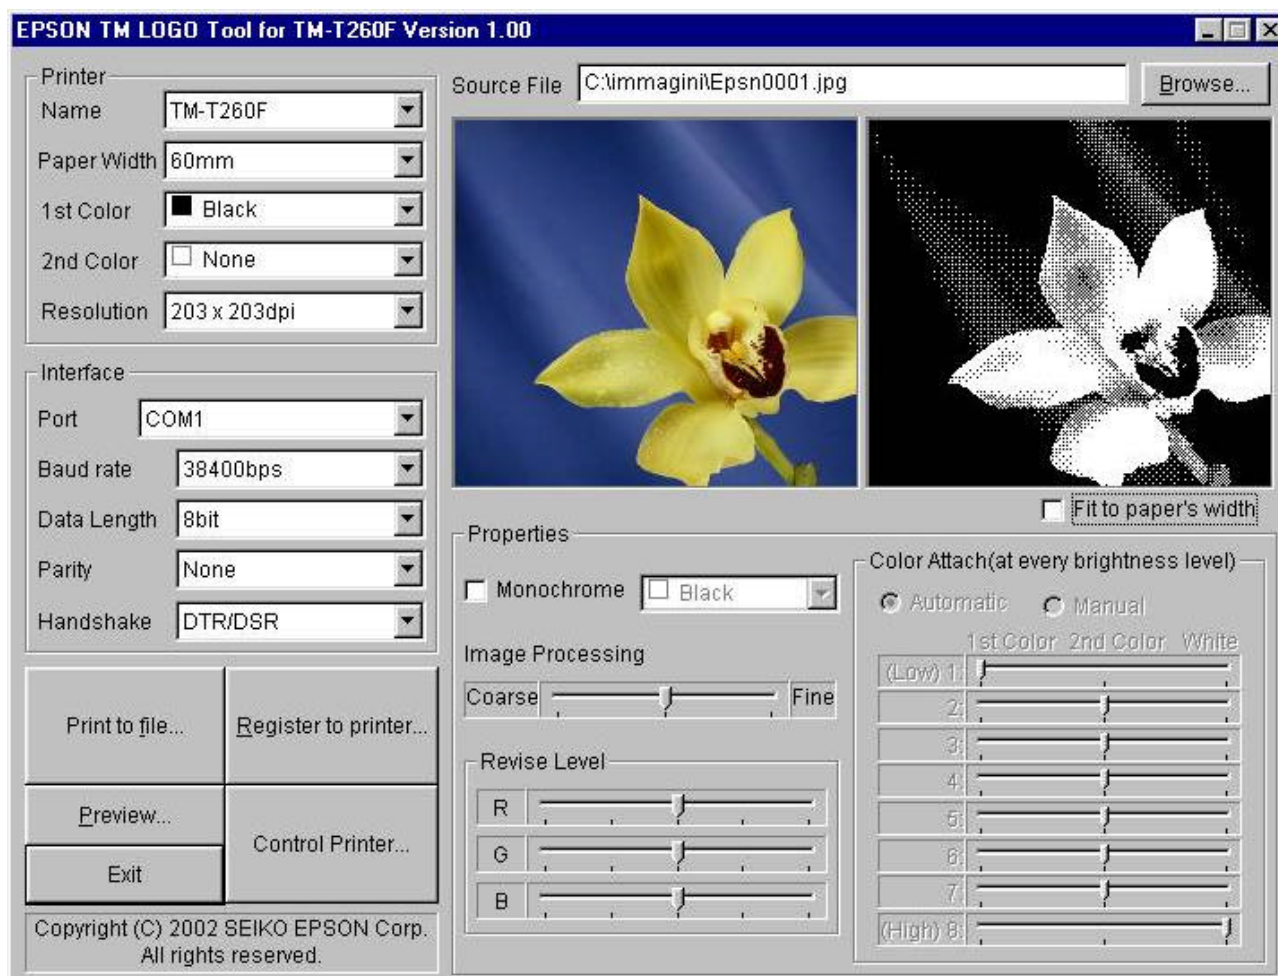 EPSON TM LOGO Tool for TM-T260F Version 1.00
Printer
Name TM-T260F
Paper Width 60mm
1st Color Black
2nd Color None
Resolution 203 x 203dpi
Interface
Port COM1
Baud rate 38400bps
Data Length 8bit
Parity None
Handshake DTR/DSR
Print to file...
Register to printer...
Preview...
Control Printer...
Exit
Copyright (C) 2002 SEIKO EPSON Corp.
All rights reserved.
Source File C:\immagini\Epsn0001.jpg Browse...
Fit to paper's width
Properties
Monochrome Black
Image Processing
Coarse Fine
Revise Level
R
G
B
Color Attach(at every brightness level)
Automatic Manual
1st Color 2nd Color White
(Low) 1:
2:
3:
4:
5:
6:
7:
(High) 8: